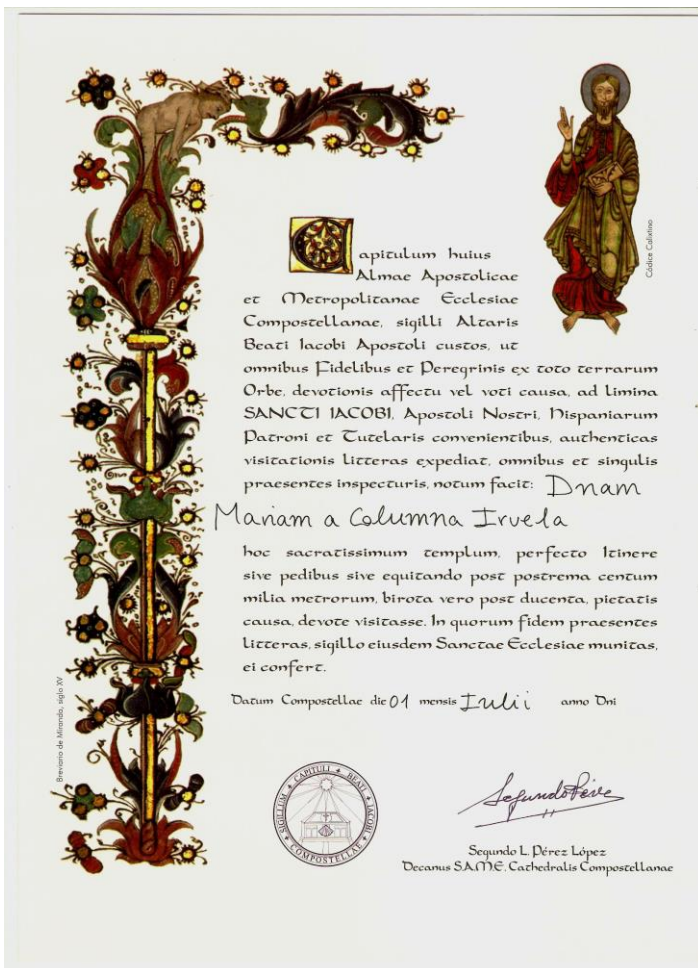 Capitulum huius
Almae Apostolicae
et Metropolitanae Ecclesiae
Compostellanae, sigilli Altaris
Beati Iacobi Apostoli custos, ut
omnibus Fidelibus et Peregrinis ex toto terrarum
Orbe, devotionis affectu vel voti causa, ad limina
SANCTI IACOBI, Apostoli Nostri, Hispaniarum
Patroni et Tutelaris convenientibus, authenticas
visitationis litteras expediat, omnibus et singulis
praesentes inspecturis, notum facit: Dnam
Mariam a Columna Iruela
hoc sacratissimum templum, perfecto Itinere
sive pedibus sive equitando post postrema centum
milia metrorum, birota vero post ducenta, pietatis
causa, devote visitasse. In quorum fidem praesentes
litteras, sigillo eiusdem Sanctae Ecclesiae munitas,
ei confert.
Datum Compostellae die 01 mensis Iulii anno Dni
Códice Calixtino
Breviario de Miranda, siglo XV
SIGILLUM CAPITULI BEATI JACOBI
COMPOSTELLAE
Segundo Pérez
Segundo L. Pérez López
Decanus S.A.M.E. Cathedralis Compostellanae